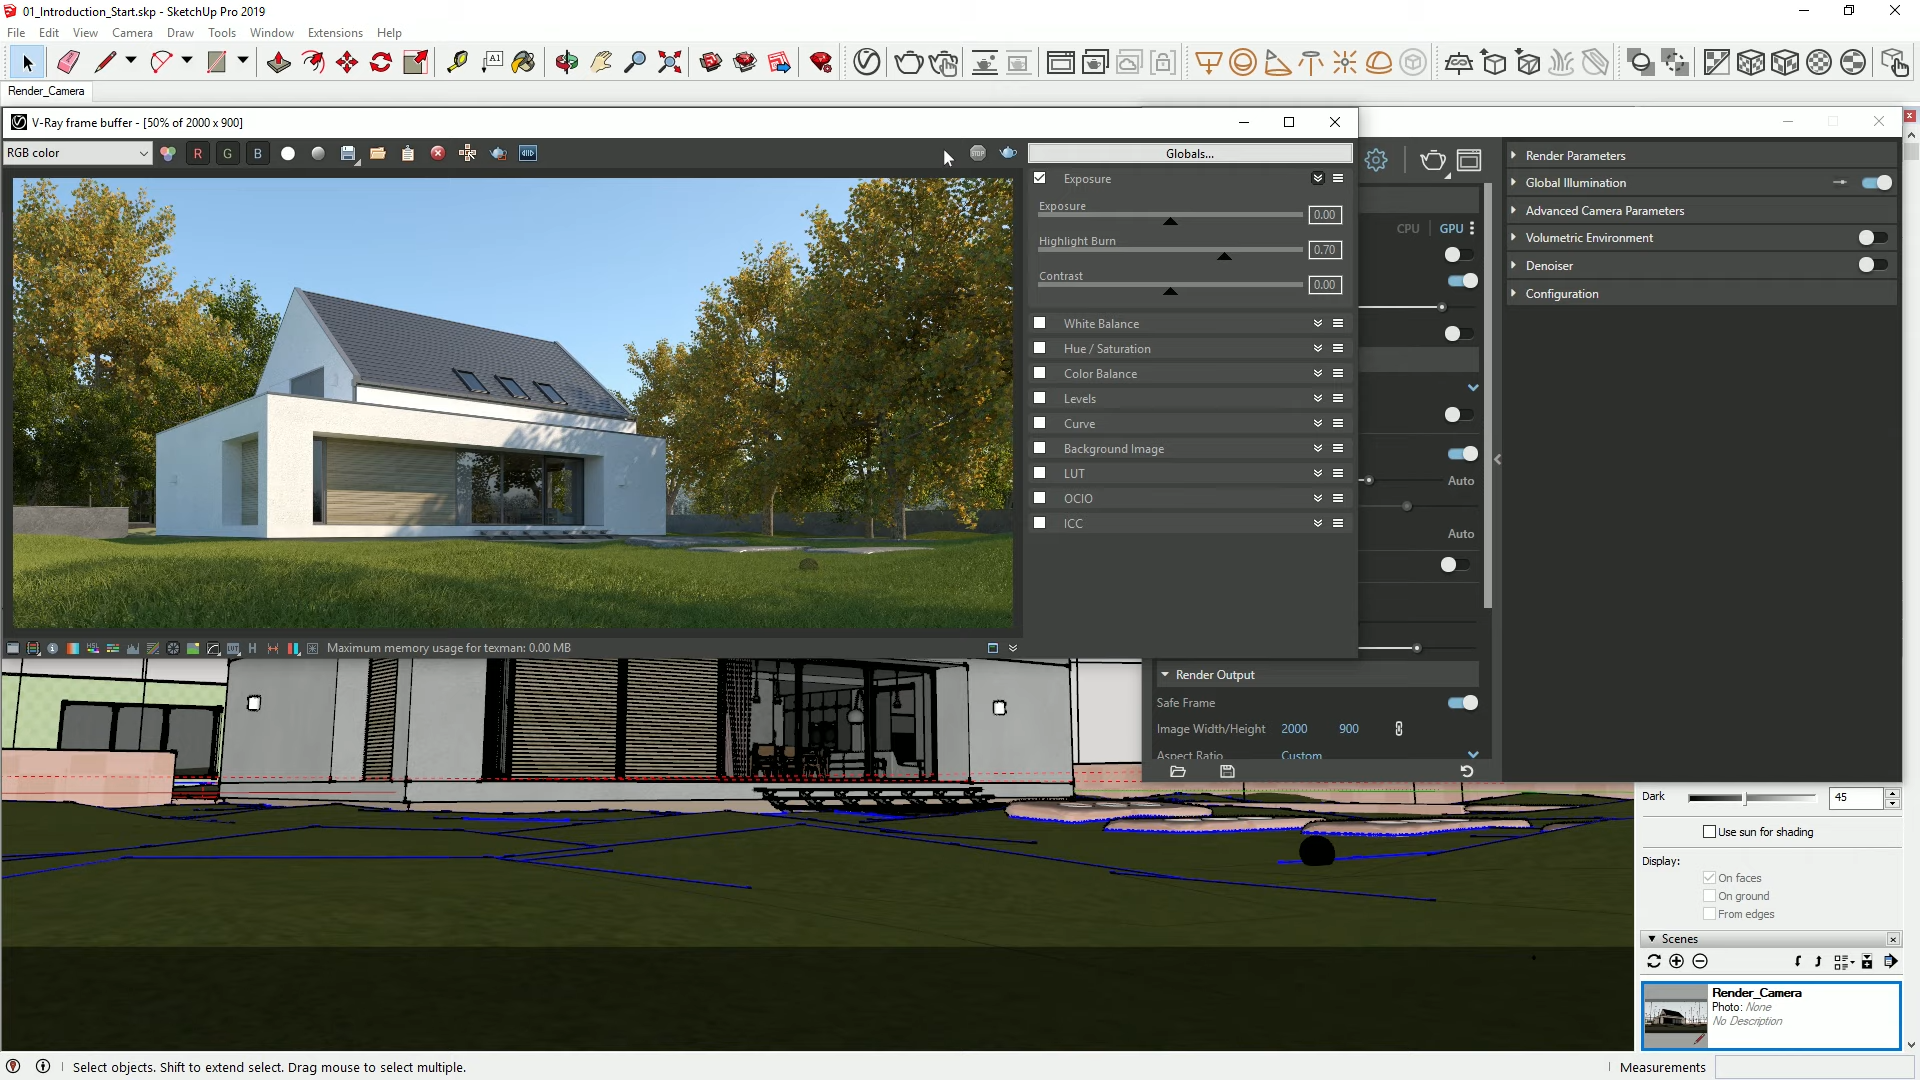 01_Introduction_Start.skp - SketchUp Pro 2019
File Edit View Camera Draw Tools Window Extensions Help
A1
Render_Camera
V-Ray frame buffer - [50% of 2000 x 900]
RGB color
R G B
STOP
Globals...
Exposure
Exposure
0.00
Highlight Burn
0.70
Contrast
0.00
White Balance
Hue / Saturation
Color Balance
Levels
Curve
Background Image
LUT
OCIO
ICC
HSL
LUT
H
Maximum memory usage for texman: 0.00 MB
CPU GPU
Auto
Auto
Render Output
Safe Frame
Image Width/Height 2000 900
Aspect Ratio Custom
Render Parameters
Global Illumination
Advanced Camera Parameters
Volumetric Environment
Denoiser
Configuration
Dark 45
Use sun for shading
Display:
On faces
On ground
From edges
Scenes
Render_Camera
Photo: None
No Description
Select objects. Shift to extend select. Drag mouse to select multiple.
Measurements